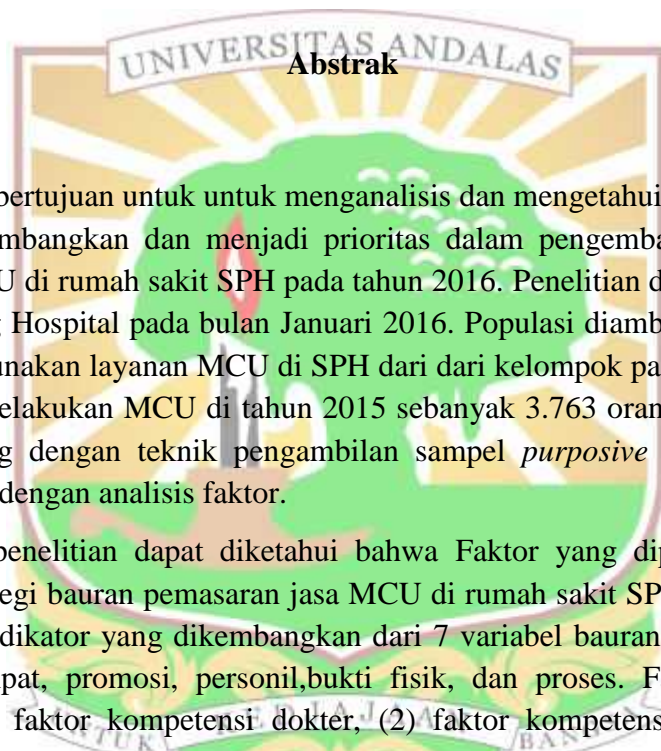 UNIVERSITAS ANDALAS
Abstrak
bertujuan untuk untuk menganalisis dan mengetahui
mbangkan dan menjadi prioritas dalam pengemba
U di rumah sakit SPH pada tahun 2016. Penelitian d
g Hospital pada bulan Januari 2016. Populasi diamb
unakan layanan MCU di SPH dari dari kelompok pa
elakukan MCU di tahun 2015 sebanyak 3.763 oran
g dengan teknik pengambilan sampel purposive
dengan analisis faktor.
penelitian dapat diketahui bahwa Faktor yang dip
egi bauran pemasaran jasa MCU di rumah sakit SP
dikator yang dikembangkan dari 7 variabel bauran
pat, promosi, personil,bukti fisik, dan proses. F
faktor kompetensi dokter, (2) faktor kompetens